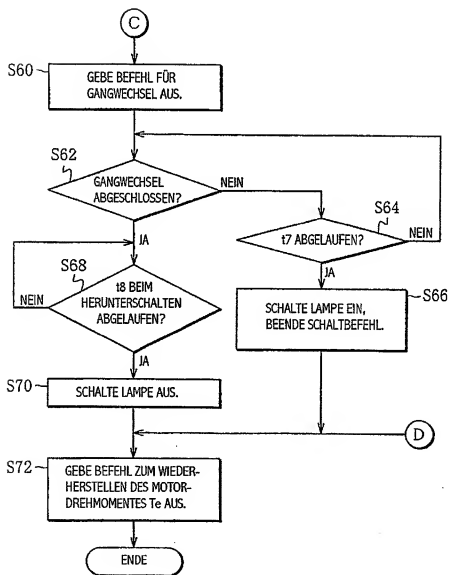 C
S60
GEBE BEFEHL FÜR
GANGWECHSEL AUS.
S62
GANGWECHSEL
ABGESCHLOSSEN?
NEIN
JA
S64
t7 ABGELAUFEN?
NEIN
JA
S68
t8 BEIM
HERUNTERSCHALTEN
ABGELAUFEN?
NEIN
JA
S66
SCHALTE LAMPE EIN,
BEENDE SCHALTBEFEHL.
S70
SCHALTE LAMPE AUS.
D
S72
GEBE BEFEHL ZUM WIEDER-
HERSTELLEN DES MOTOR-
DREHMOMENTES Te AUS.
ENDE